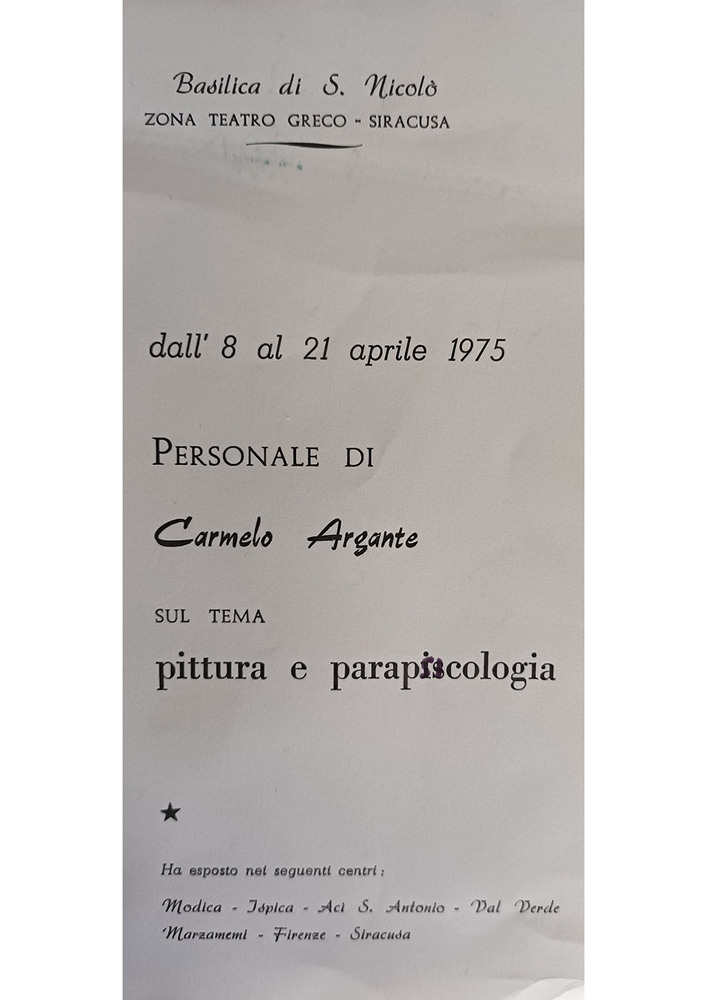 Basilica di S. Nicolò
ZONA TEATRO GRECO - SIRACUSA
dall' 8 al 21 aprile 1975
PERSONALE DI
Carmelo Argante
SUL TEMA
pittura e parapiscologia
★
Ha esposto nei seguenti centri:
Modica - Ispica - Aci S. Antonio - Val Verde
Marzamemi - Firenze - Siracusa